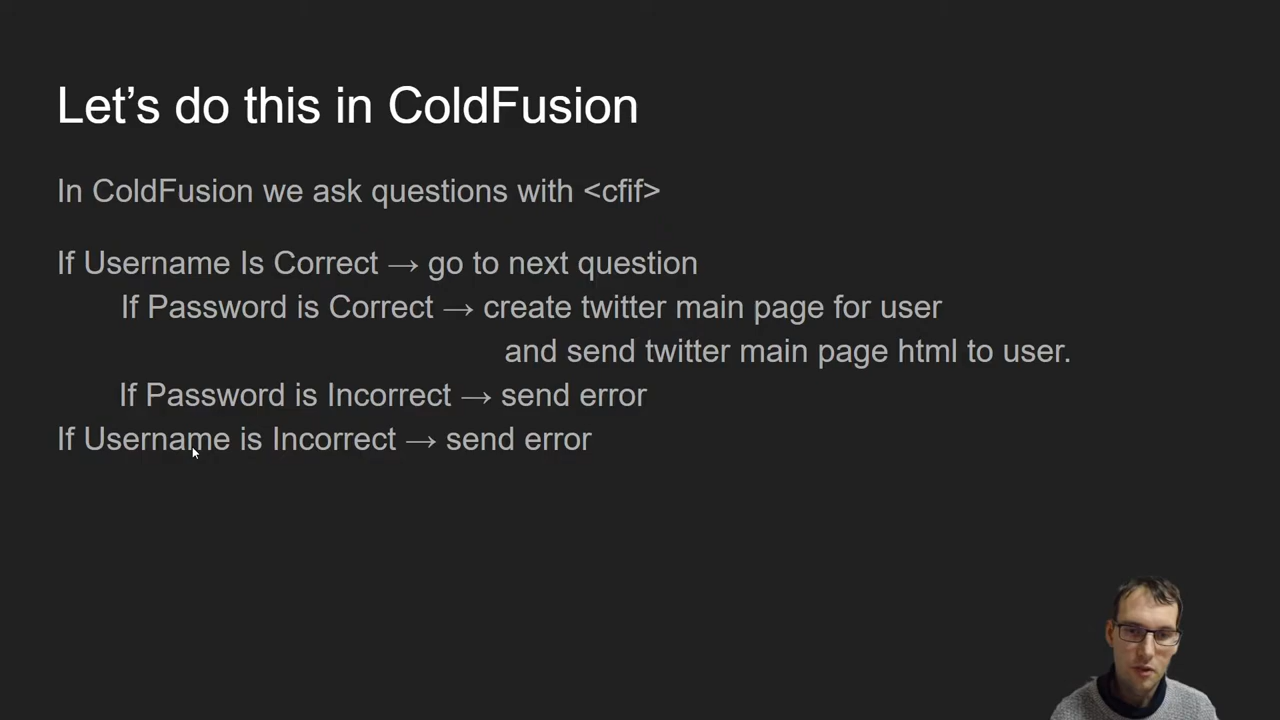 Let’s do this in ColdFusion
In ColdFusion we ask questions with <cfif>
If Username Is Correct → go to next question
If Password is Correct → create twitter main page for user
and send twitter main page html to user.
If Password is Incorrect → send error
If Username is Incorrect → send error